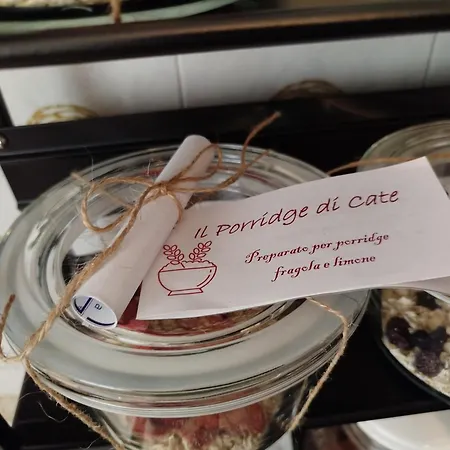 Il Porridge di Cate
Preparato per porridge
fragola e limone